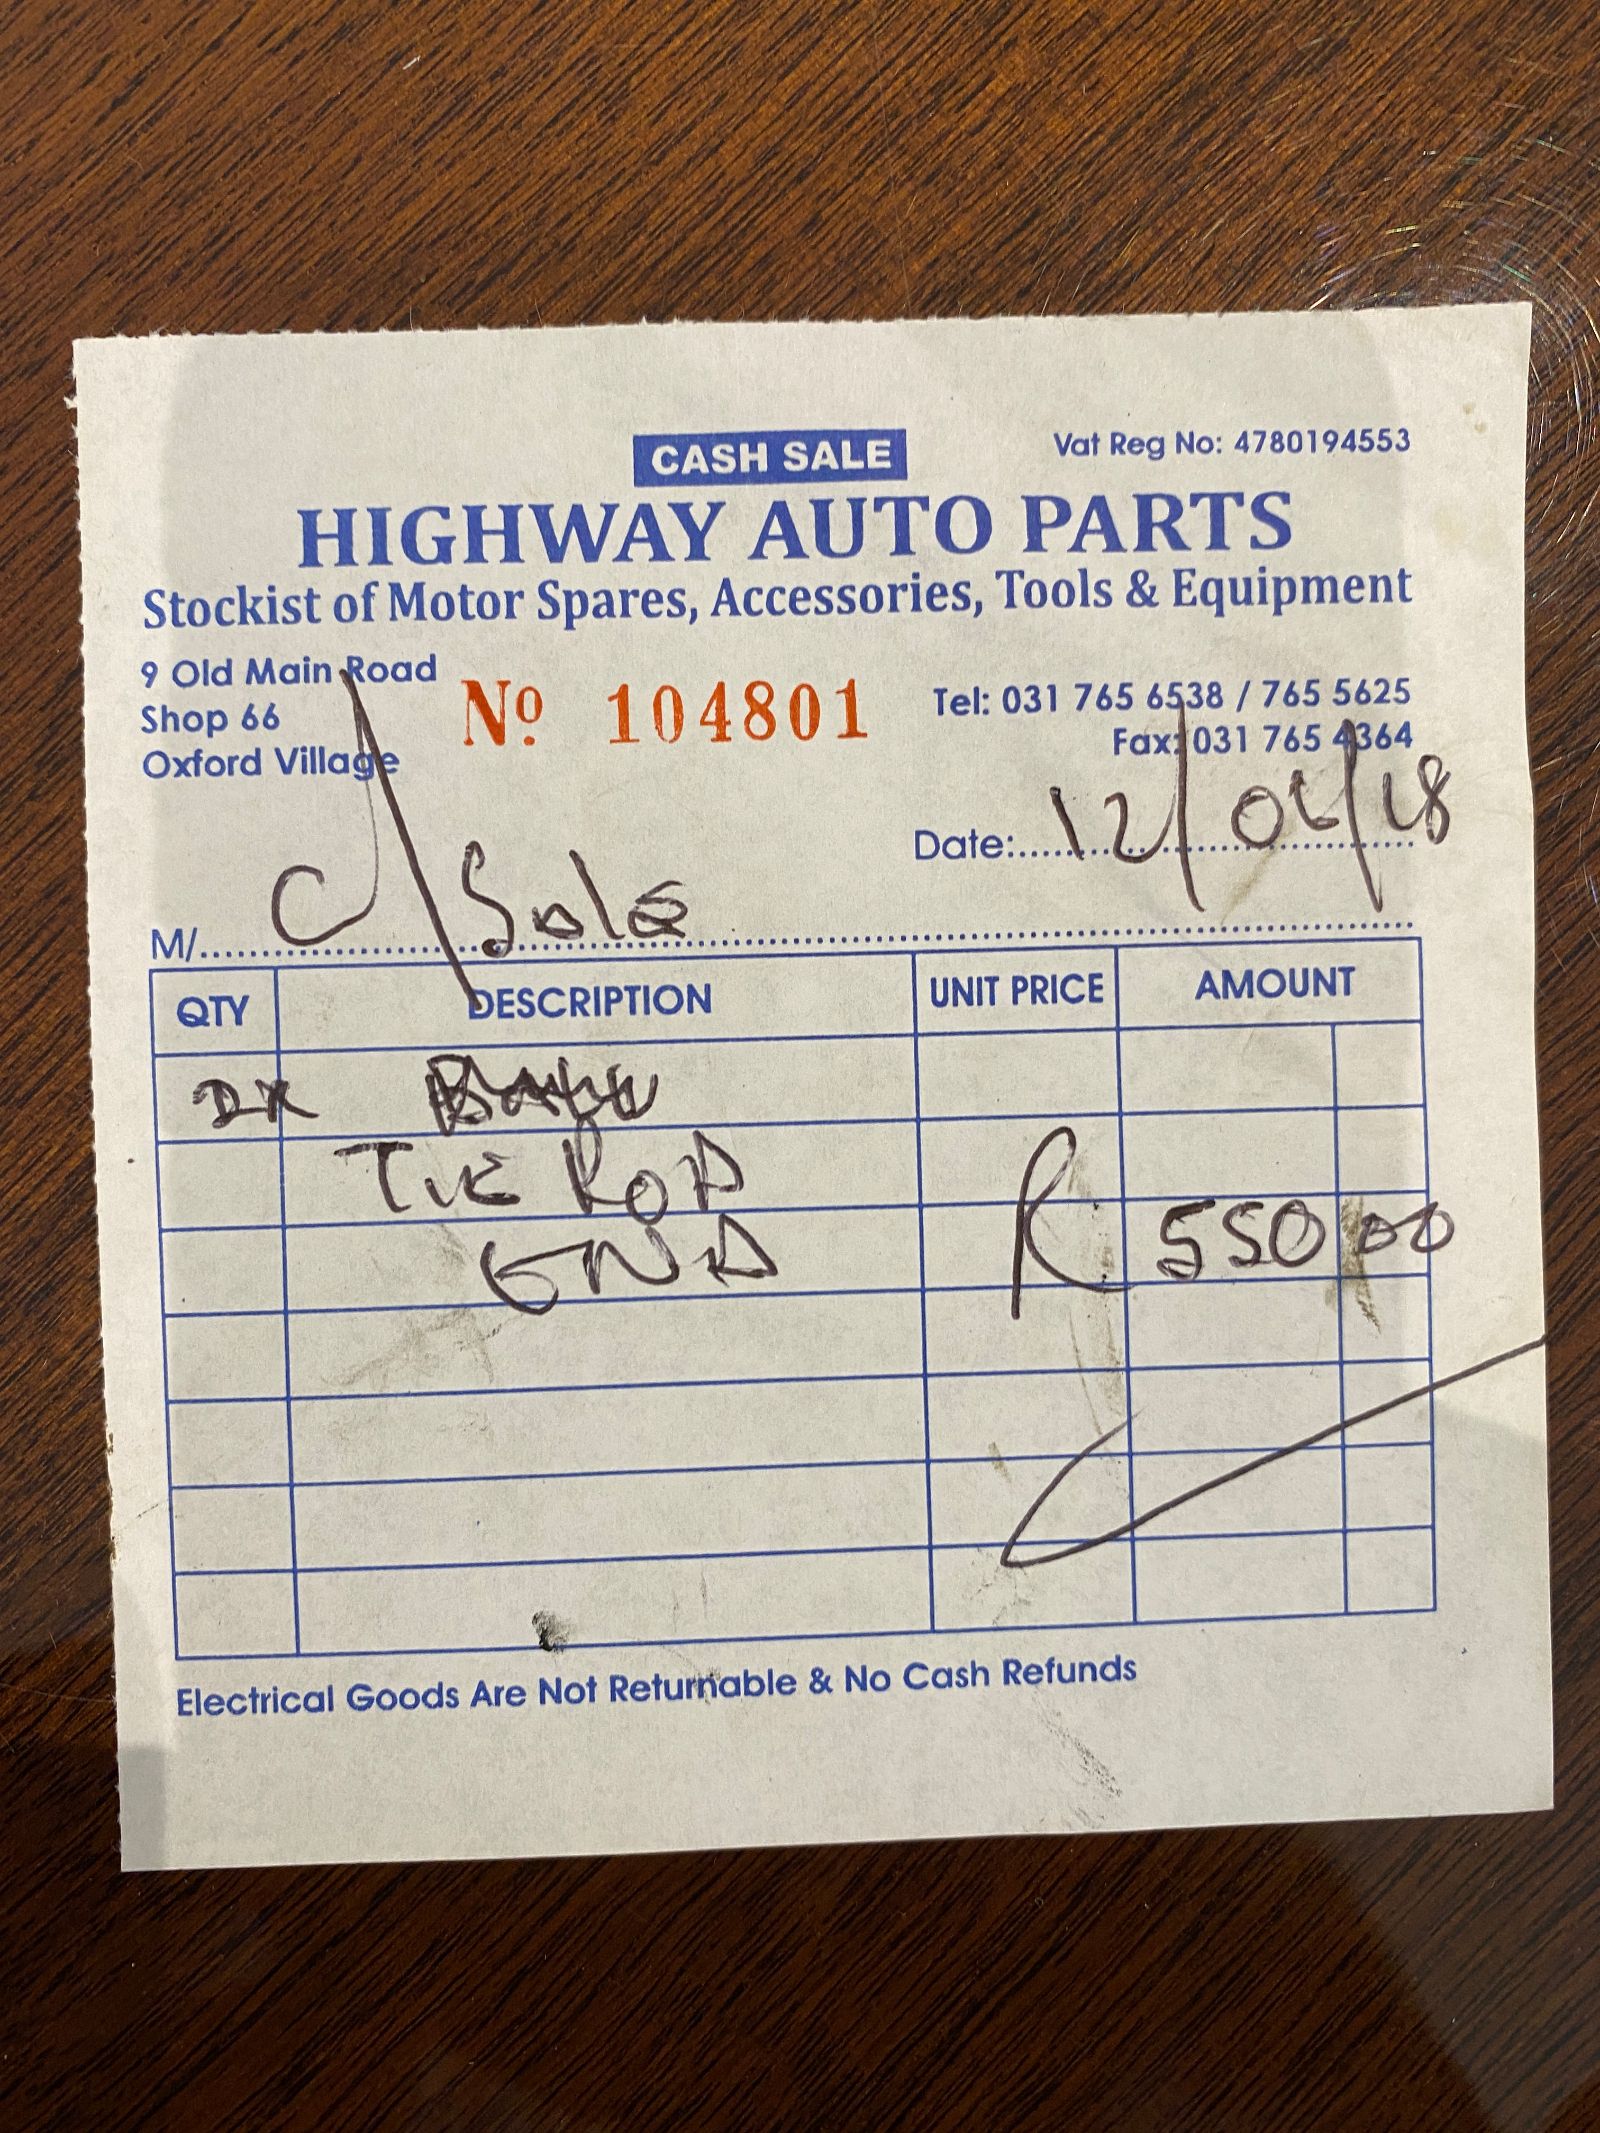 CASH SALE
Vat Reg No: 4780194553
HIGHWAY AUTO PARTS
Stockist of Motor Spares, Accessories, Tools & Equipment
9 Old Main Road
Shop 66
Oxford Village
No. 104801
Tel: 031 765 6538 / 765 5625
Fax: 031 765 4364
Date: 12/06/18
M/ C/Sale
QTY DESCRIPTION UNIT PRICE AMOUNT
2x
TIE ROD
END R 550 00
Electrical Goods Are Not Returnable & No Cash Refunds